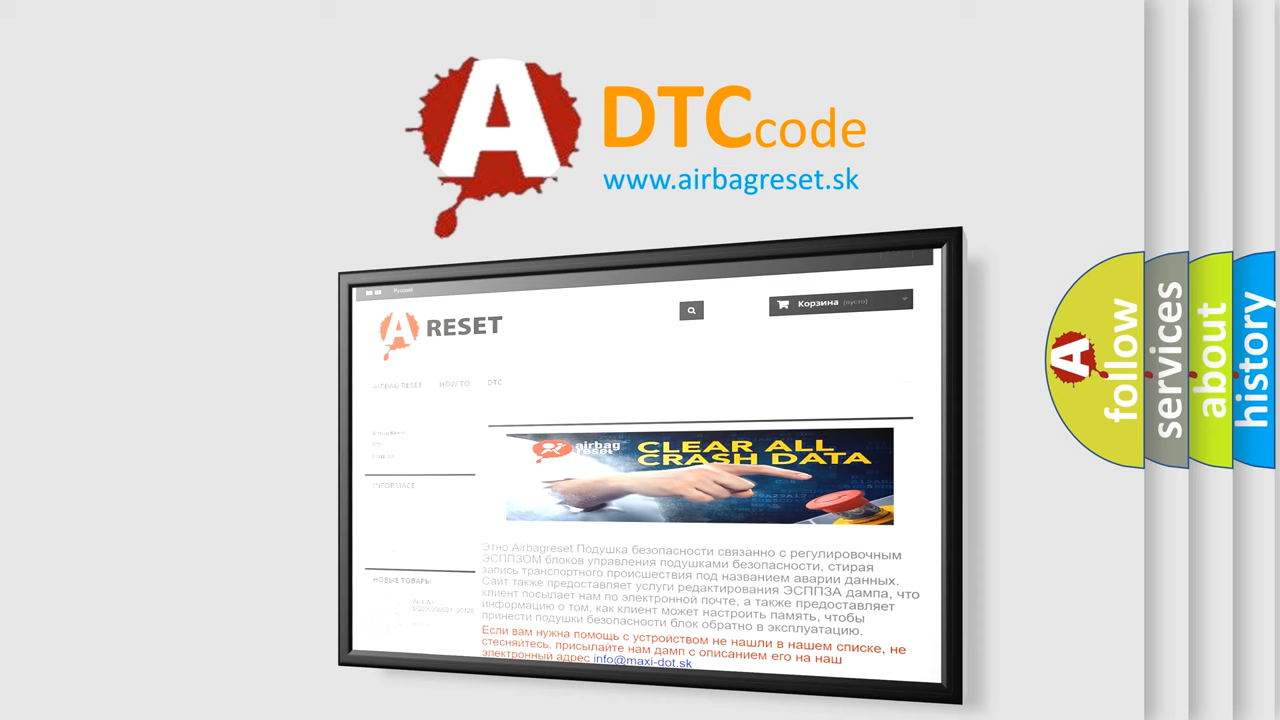 A
DTCcode
www.airbagreset.sk
Русский
A RESET
Корзина (пусто)
AIRBAG RESET HOW TO DTC
airbag
reset
CLEAR ALL
CRASH DATA
INFORMACE
Этно Airbagreset Подушка безопасности связанно с регулировочным
ЭСППЗОМ блоков управления подушками безопасности, стирая
запись транспортного происшествия под названием аварии данных.
Сайт также предоставляет услуги редактирования ЭСППЗА дампа, что
клиент посылает нам по электронной почте, а также предоставляет
информацию о том, как клиент может настроить память, чтобы
принести подушки безопасности блок обратно в эксплуатацию.
Если вам нужна помощь с устройством не нашли в нашем списке, не
стесняйтесь, присылайте нам дамп с описанием его на наш
электронный адрес info@maxi-dot.sk
НОВЫЕ ТОВАРЫ
A
follow
services
about
history